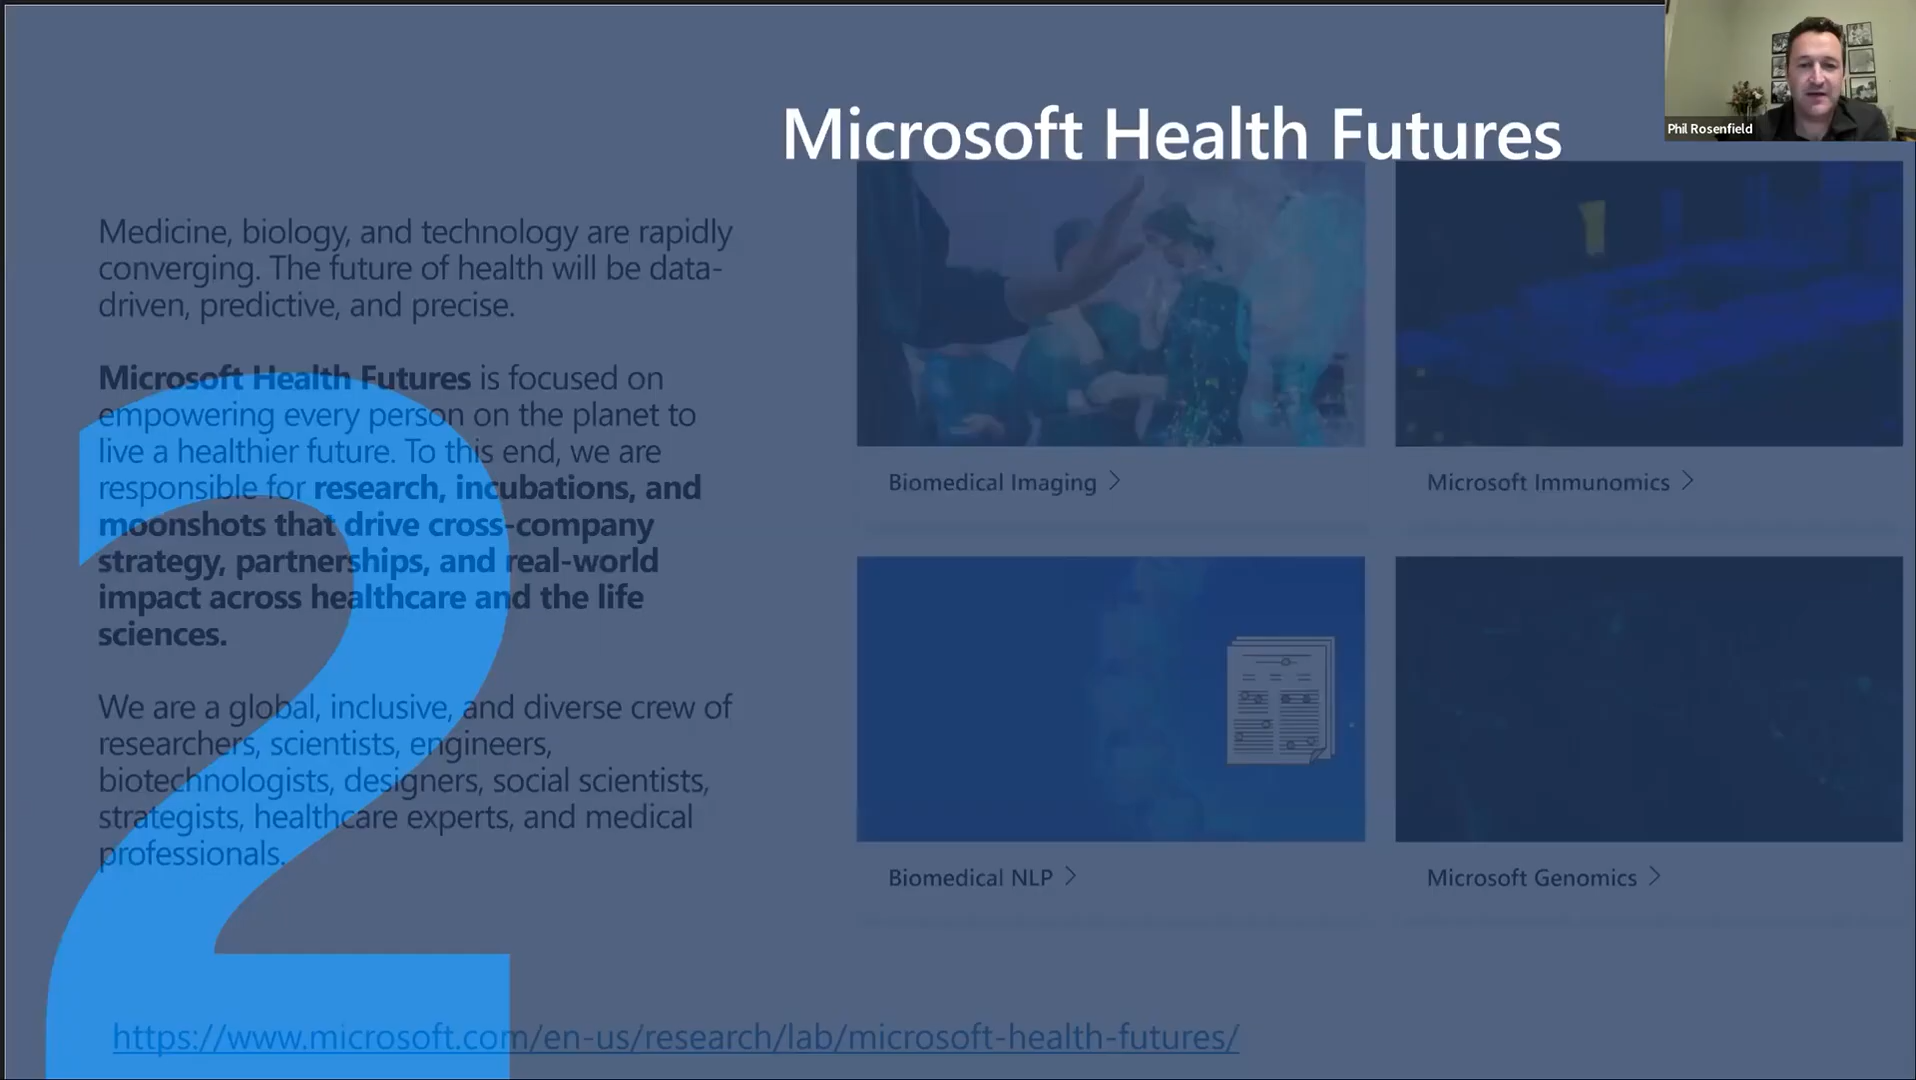 Microsoft Health Futures
Phil Rosenfield
Medicine, biology, and technology are rapidly
converging. The future of health will be data-
driven, predictive, and precise.
Microsoft Health Futures is focused on
empowering every person on the planet to
live a healthier future. To this end, we are
responsible for research, incubations, and
moonshots that drive cross-company
strategy, partnerships, and real-world
impact across healthcare and the life
sciences.
We are a global, inclusive, and diverse crew of
researchers, scientists, engineers,
biotechnologists, designers, social scientists,
strategists, healthcare experts, and medical
professionals.
2
Biomedical Imaging >
Microsoft Immunomics >
Biomedical NLP >
Microsoft Genomics >
https://www.microsoft.com/en-us/research/lab/microsoft-health-futures/